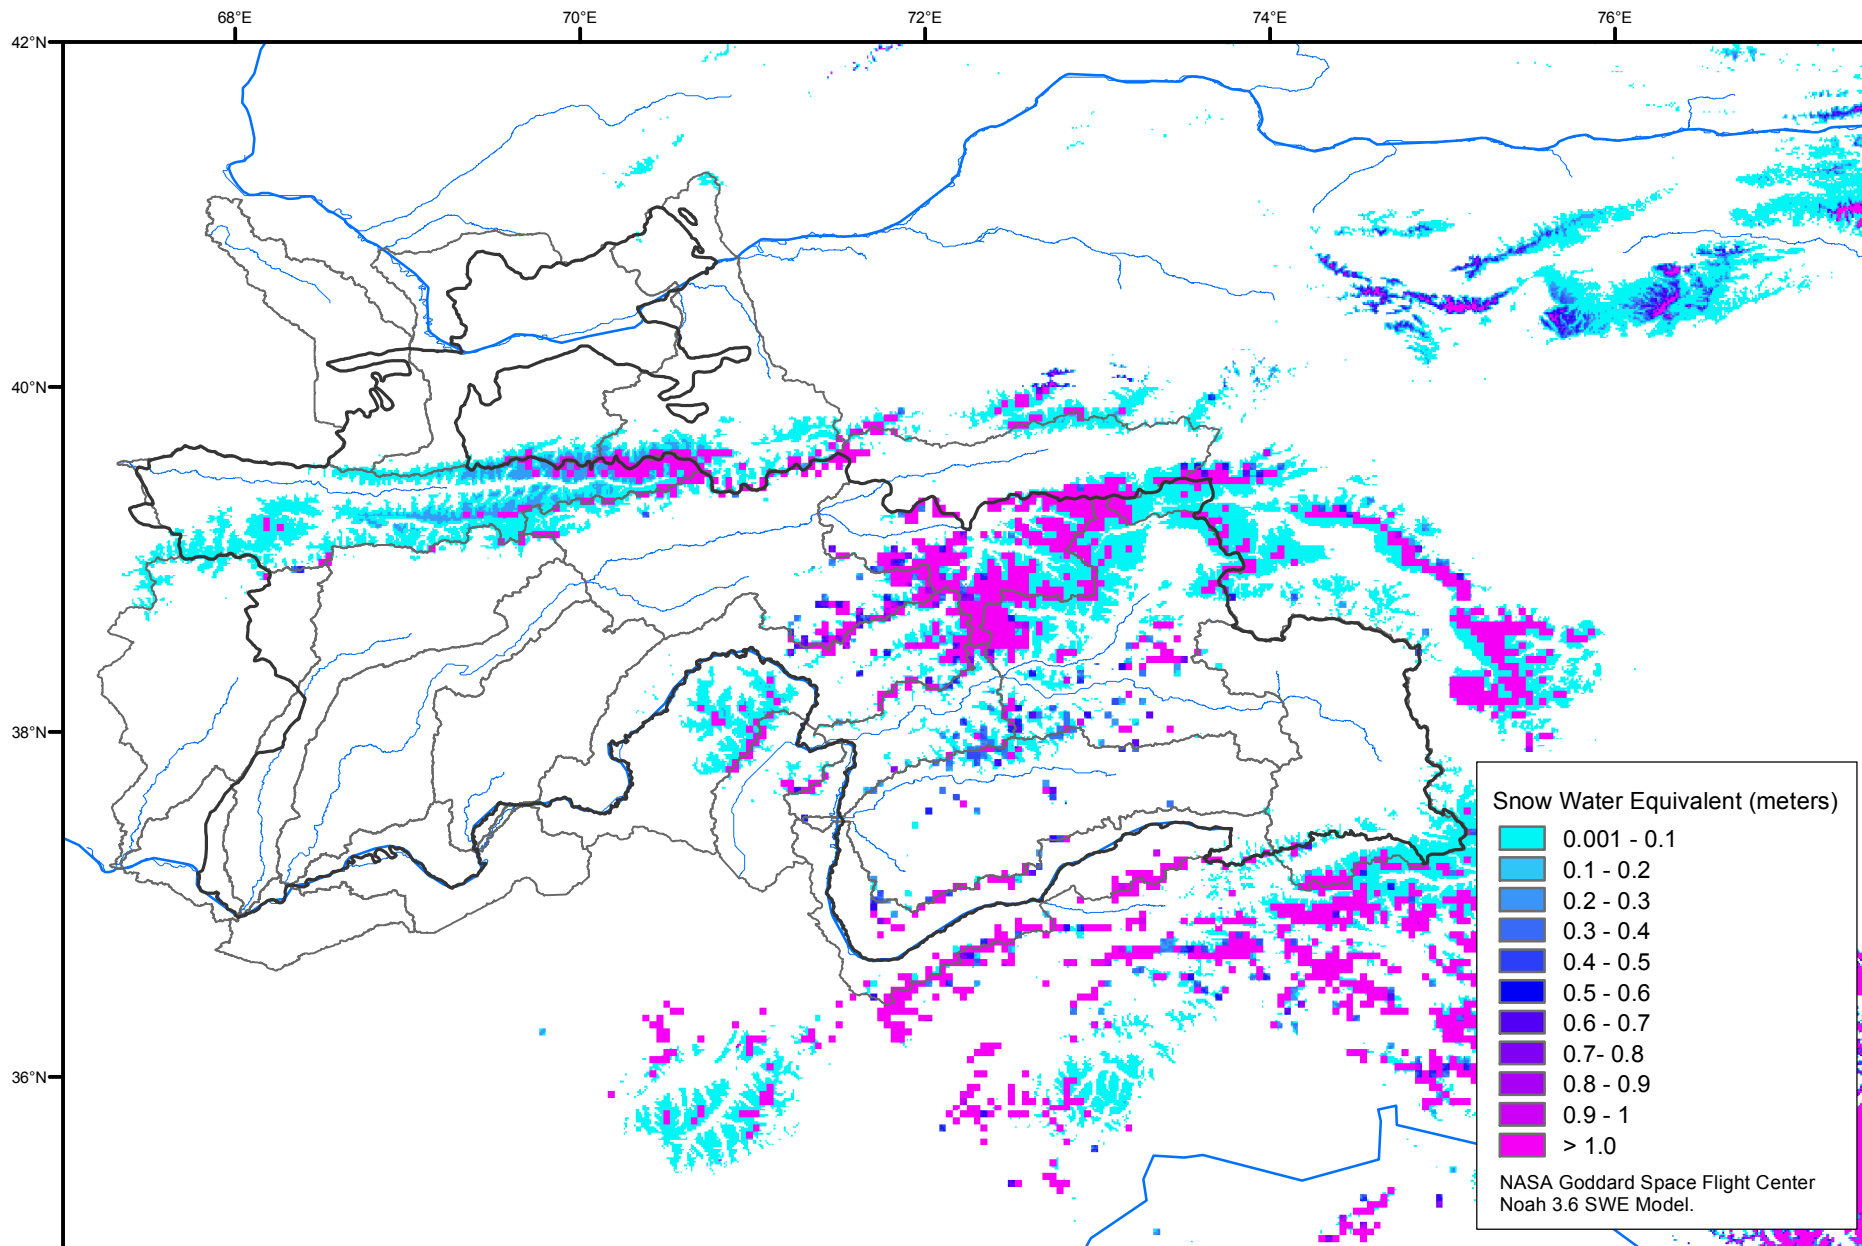 68°E
70°E
72°E
74°E
76°E
42°N
40°N
38°N
36°N
Snow Water Equivalent (meters)
0.001 - 0.1
0.1 - 0.2
0.2 - 0.3
0.3 - 0.4
0.4 - 0.5
0.5 - 0.6
0.6 - 0.7
0.7- 0.8
0.8 - 0.9
0.9 - 1
> 1.0
NASA Goddard Space Flight Center
Noah 3.6 SWE Model.